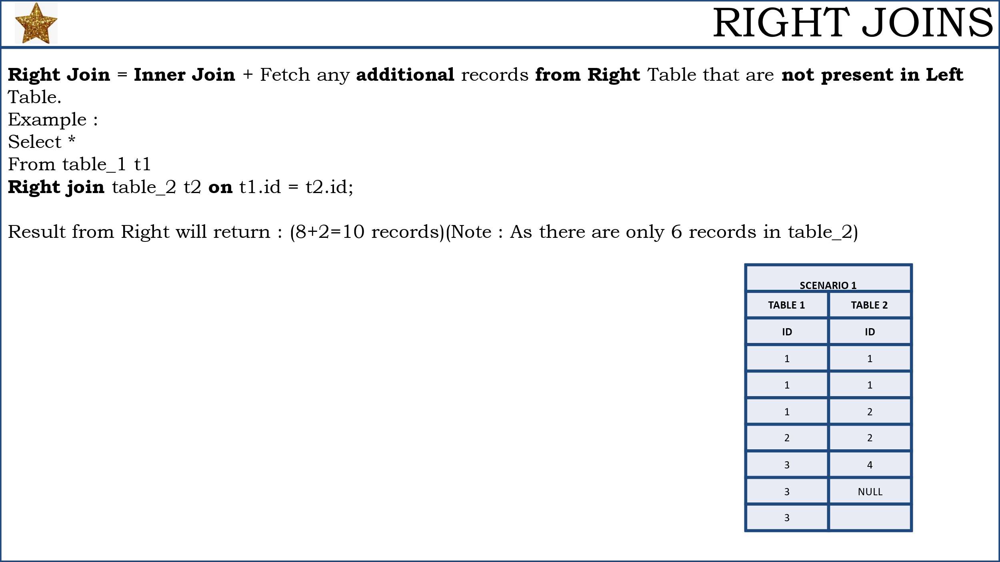 RIGHT JOINS
Right Join = Inner Join + Fetch any additional records from Right Table that are not present in Left
Table.
Example :
Select *
From table_1 t1
Right join table_2 t2 on t1.id = t2.id;
Result from Right will return : (8+2=10 records)(Note : As there are only 6 records in table_2)
SCENARIO 1
TABLE 1 TABLE 2
ID ID
1 1
1 1
1 2
2 2
3 4
3 NULL
3